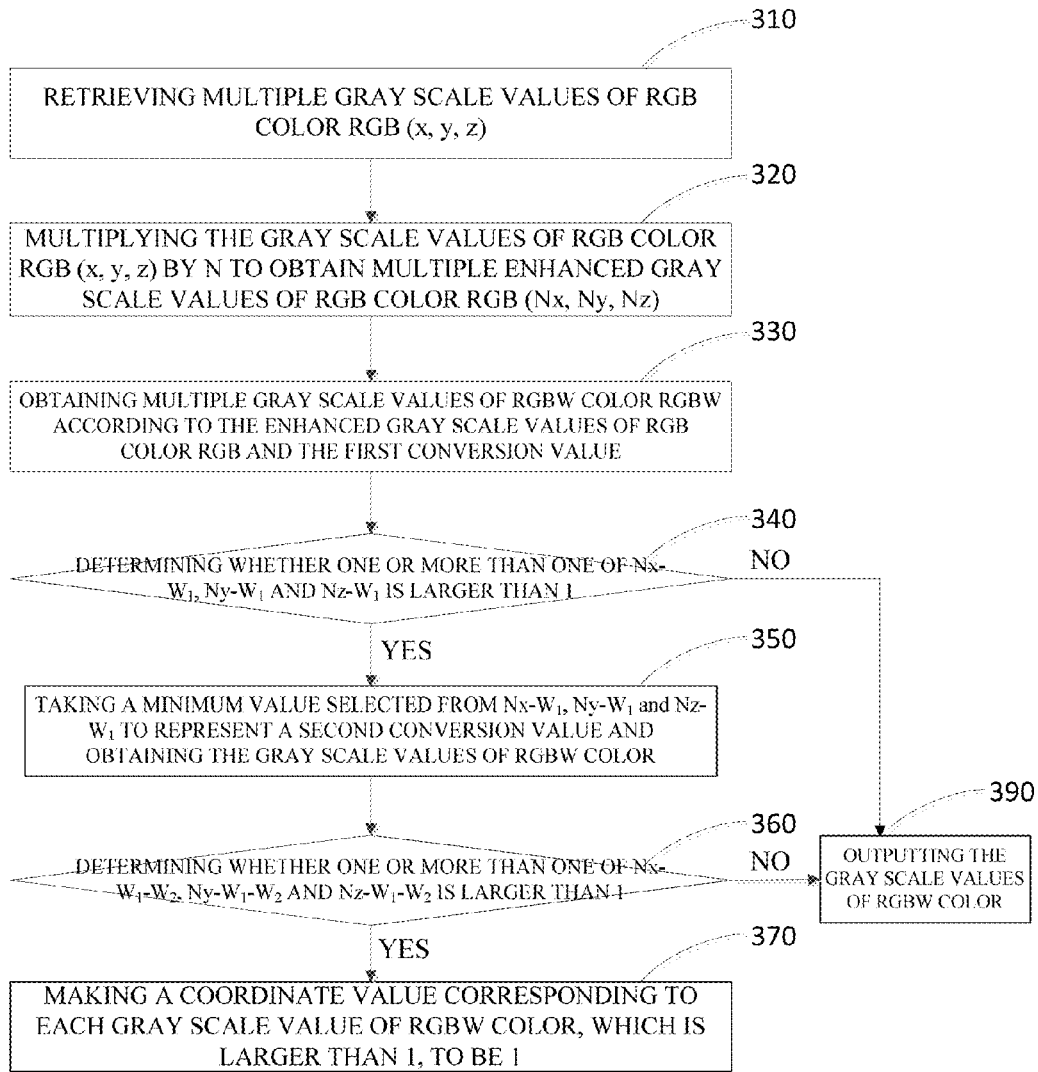 310
RETRIEVING MULTIPLE GRAY SCALE VALUES OF RGB
COLOR RGB (x, y, z)
320
MULTIPLYING THE GRAY SCALE VALUES OF RGB COLOR
RGB (x, y, z) BY N TO OBTAIN MULTIPLE ENHANCED GRAY
SCALE VALUES OF RGB COLOR RGB (Nx, Ny, Nz)
330
OBTAINING MULTIPLE GRAY SCALE VALUES OF RGBW COLOR RGBW
ACCORDING TO THE ENHANCED GRAY SCALE VALUES OF RGB
COLOR RGB AND THE FIRST CONVERSION VALUE
340
DETERMINING WHETHER ONE OR MORE THAN ONE OF Nx-
W₁, Ny-W₁ AND Nz-W₁ IS LARGER THAN 1
NO
YES
350
TAKING A MINIMUM VALUE SELECTED FROM Nx-W₁, Ny-W₁ and Nz-
W₁ TO REPRESENT A SECOND CONVERSION VALUE AND
OBTAINING THE GRAY SCALE VALUES OF RGBW COLOR
360
DETERMINING WHETHER ONE OR MORE THAN ONE OF Nx-
W₁-W₂, Ny-W₁-W₂ AND Nz-W₁-W₂ IS LARGER THAN 1
NO
390
OUTPUTTING THE
GRAY SCALE VALUES
OF RGBW COLOR
YES
370
MAKING A COORDINATE VALUE CORRESPONDING TO
EACH GRAY SCALE VALUE OF RGBW COLOR, WHICH IS
LARGER THAN 1, TO BE 1